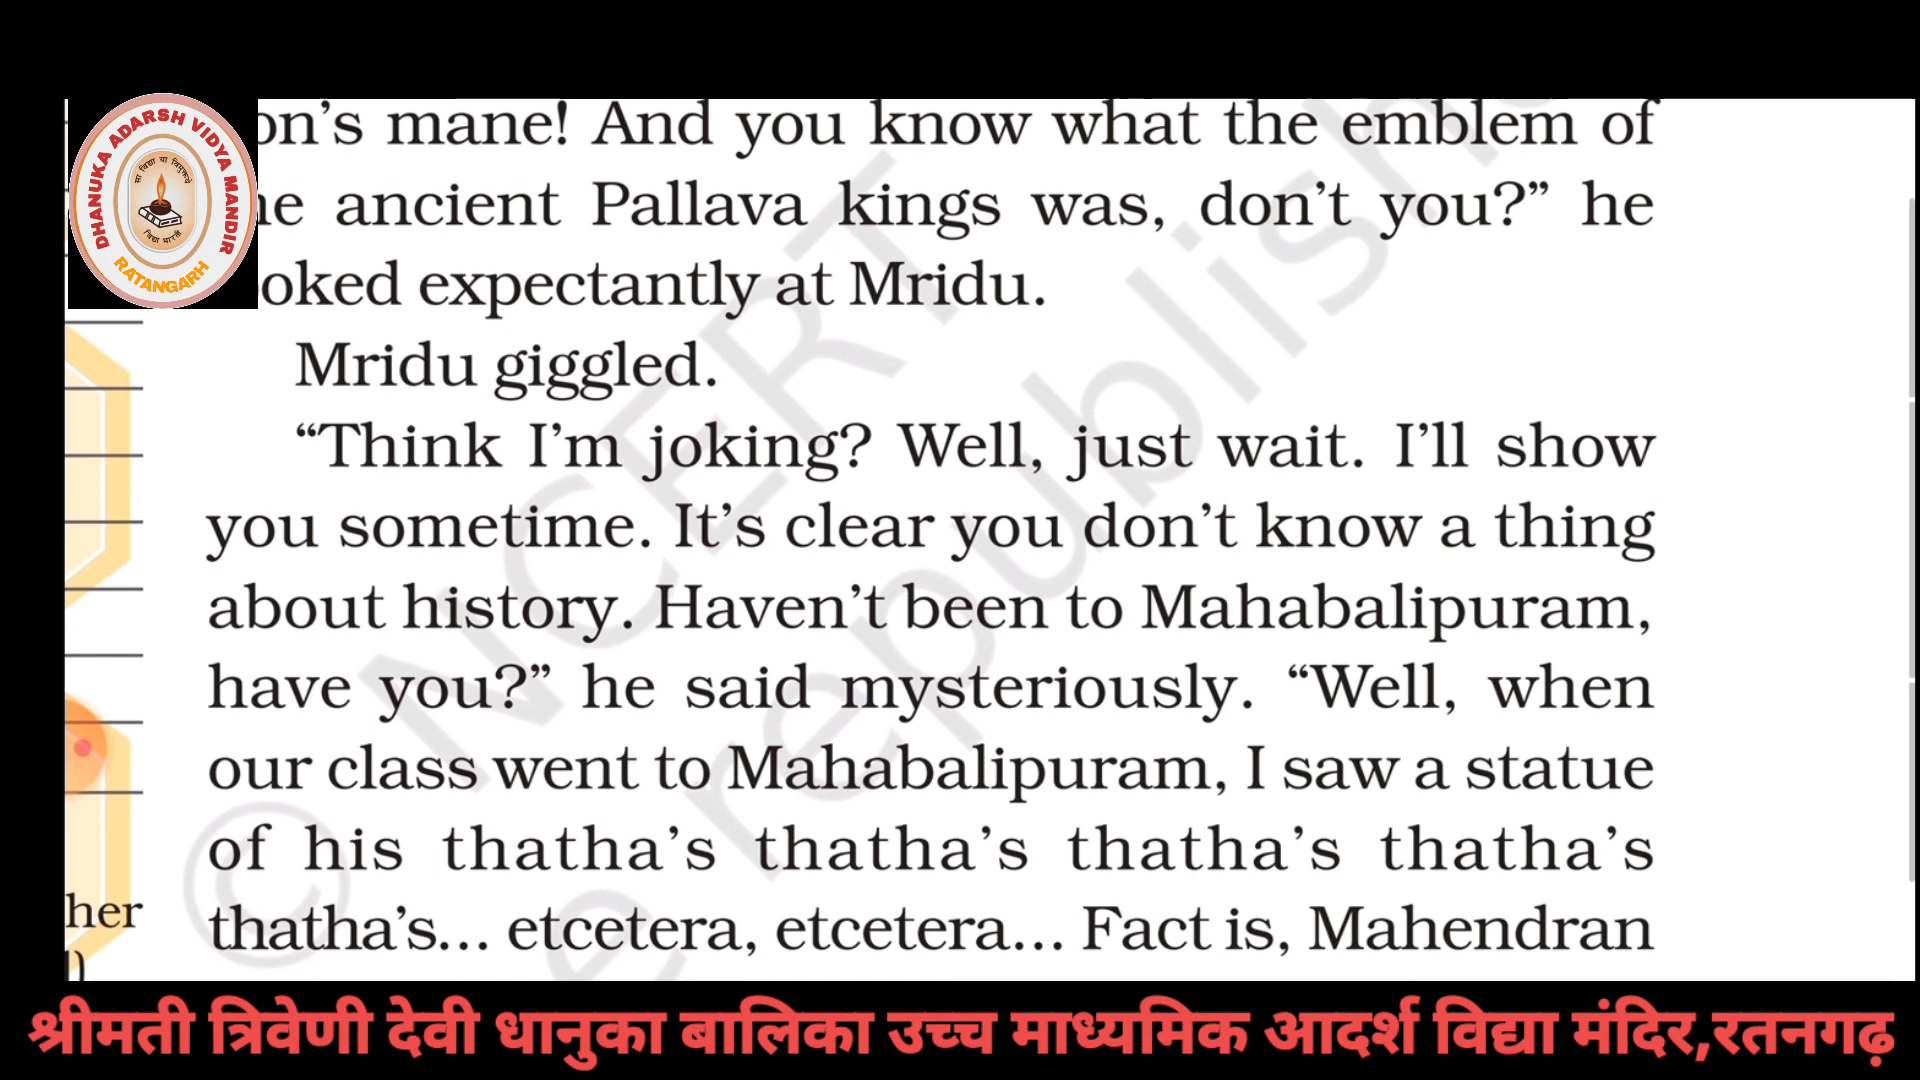 DHANUKA ADARSH VIDYA MANDIR
सा विद्या या विमुक्तये
विद्या भारती
RATANGARH
on's mane! And you know what the emblem of
ancient Pallava kings was, don't you?” he
oked expectantly at Mridu.
Mridu giggled.
“Think I'm joking? Well, just wait. I'll show
you sometime. It's clear you don't know a thing
about history. Haven't been to Mahabalipuram,
have you?” he said mysteriously. “Well, when
our class went to Mahabalipuram, I saw a statue
of his thatha's thatha's thatha's thatha's
thatha's... etcetera, etcetera... Fact is, Mahendran
her
© NCERT
republish
श्रीमती त्रिवेणी देवी धानुका बालिका उच्च माध्यमिक आदर्श विद्या मंदिर,रतनगढ़